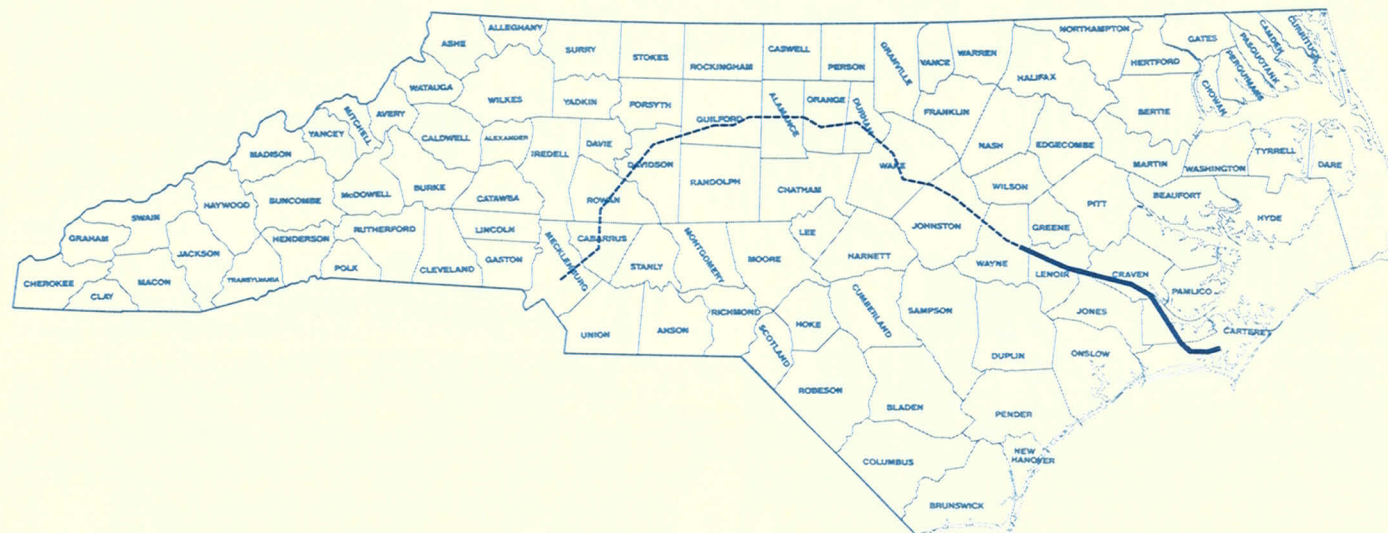 ALLEGHANY
ASHE
SURRY
STOKES
ROCKINGHAM
CASWELL
PERSON
GRANVILLE
VANCE
WARREN
NORTHAMPTON
GATES
CAMDEN
CURRITUCK
PASQUOTANK
PERQUIMANS
CHOWAN
HERTFORD
HALIFAX
WATAUGA
WILKES
YADKIN
FORSYTH
GUILFORD
ALAMANCE
ORANGE
DURHAM
FRANKLIN
NASH
EDGECOMBE
BERTIE
MARTIN
WASHINGTON
TYRRELL
DARE
MITCHELL
AVERY
YANCEY
MADISON
CALDWELL
ALEXANDER
IREDELL
DAVIE
DAVIDSON
RANDOLPH
CHATHAM
WAKE
WILSON
PITT
BEAUFORT
HYDE
HAYWOOD
BUNCOMBE
McDOWELL
BURKE
CATAWBA
ROWAN
SWAIN
GRAHAM
JACKSON
HENDERSON
RUTHERFORD
LINCOLN
CABARRUS
MECKLENBURG
STANLY
MONTGOMERY
MOORE
LEE
HARNETT
JOHNSTON
GREENE
WAYNE
LENOIR
CRAVEN
PAMLICO
CHEROKEE
CLAY
MACON
TRANSYLVANIA
POLK
CLEVELAND
GASTON
UNION
ANSON
RICHMOND
SCOTLAND
HOKE
CUMBERLAND
SAMPSON
DUPLIN
JONES
ONSLOW
CARTERET
ROBESON
BLADEN
PENDER
COLUMBUS
NEW
HANOVER
BRUNSWICK